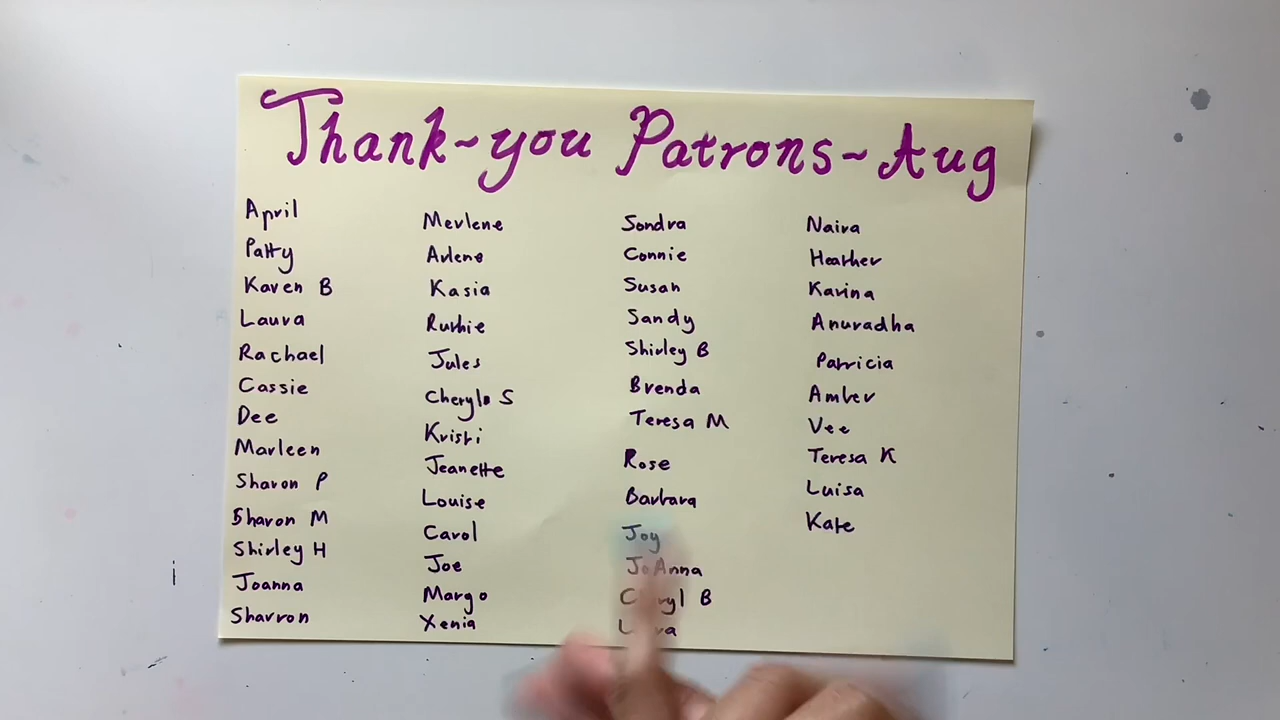 Thank-you Patrons-Aug
April
Patty
Karen B
Laura
Rachael
Cassie
Dee
Marleen
Sharon P
Sharon M
Shirley H
Joanna
Sharron
Merlene
Arlene
Kasia
Ruthie
Jules
Cheryle S
Kristi
Jeanette
Louise
Carol
Joe
Margo
Xenia
Sondra
Connie
Susan
Sandy
Shirley B
Brenda
Teresa M
Rose
Barbara
Joy
JoAnna
Cheryl B
Naira
Heather
Karina
Anuradha
Patricia
Amber
Vee
Teresa K
Luisa
Kate